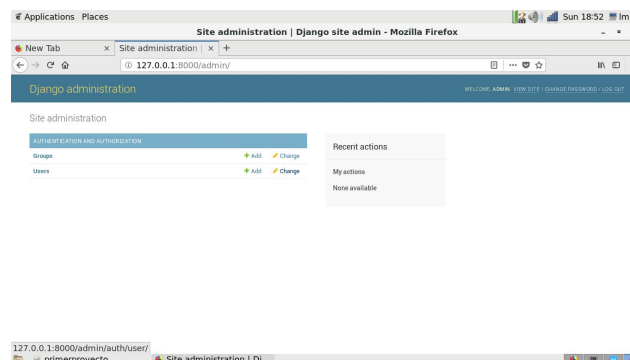 Applications Places
Sun 18:52 Im
Site administration | Django site admin - Mozilla Firefox
New Tab × Site administration | × +
127.0.0.1:8000/admin/
Django administration
WELCOME, ADMIN. VIEW SITE / CHANGE PASSWORD / LOG OUT
Site administration
AUTHENTICATION AND AUTHORIZATION
Groups + Add Change
Users + Add Change
Recent actions
My actions
None available
127.0.0.1:8000/admin/auth/user/
primerproyecto Site administration | Dj...